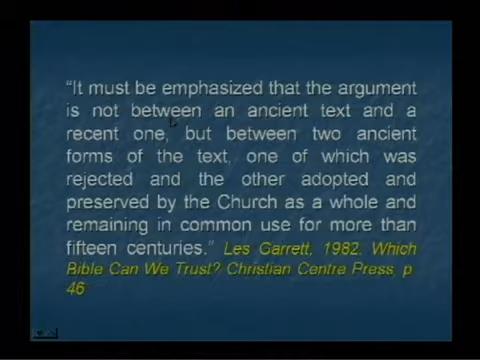 “It must be emphasized that the argument
is not between an ancient text and a
recent one, but between two ancient
forms of the text, one of which was
rejected and the other adopted and
preserved by the Church as a whole and
remaining in common use for more than
fifteen centuries.” Les Garrett, 1982. Which
Bible Can We Trust? Christian Centre Press, p
46